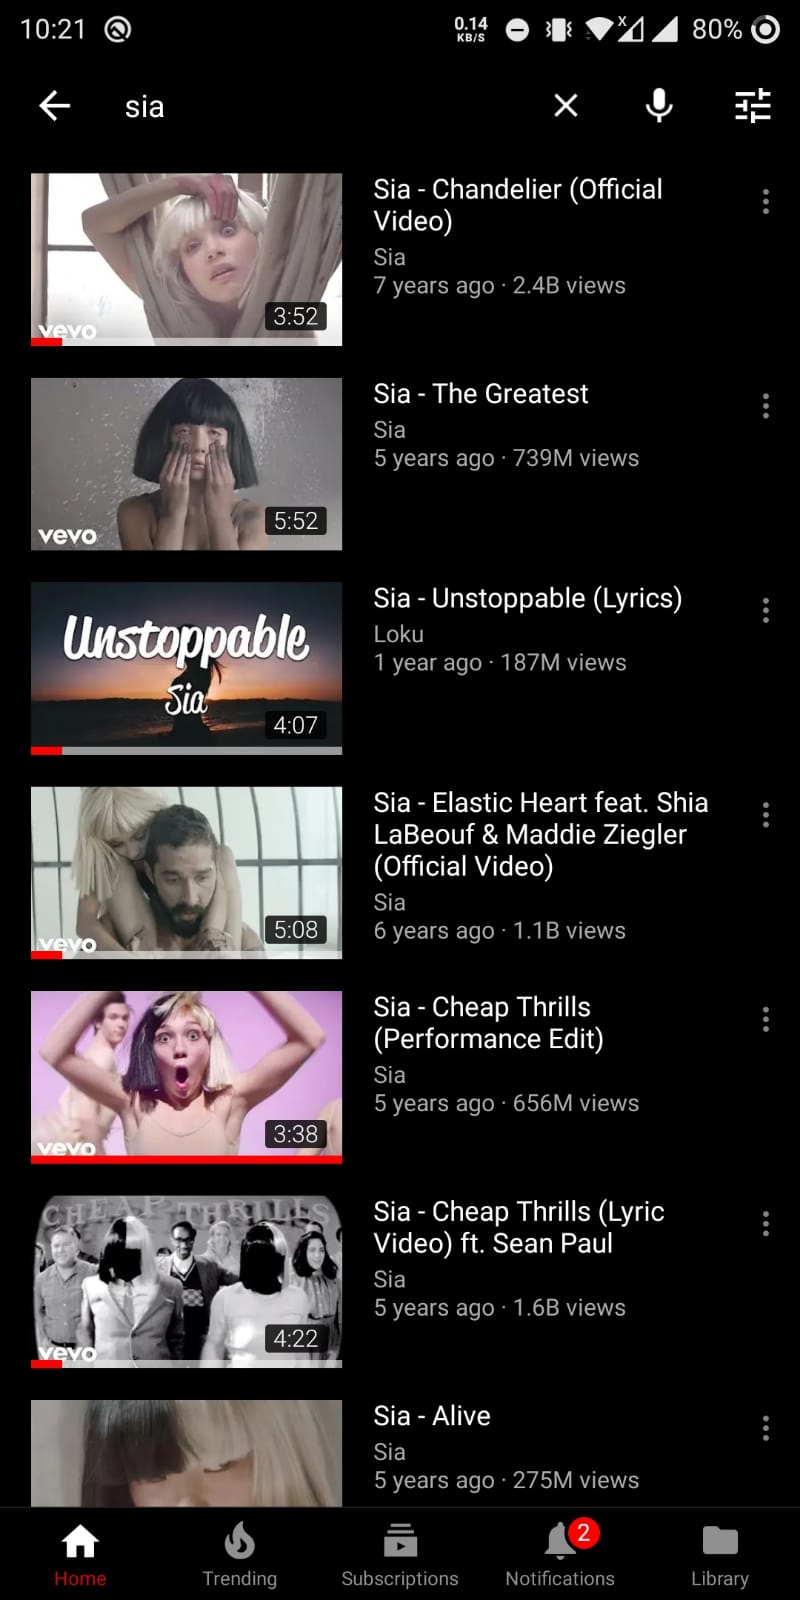 10:21
0.14
KB/S
X
80%
sia
Sia - Chandelier (Official
Video)
Sia
7 years ago · 2.4B views
3:52
vevo
Sia - The Greatest
Sia
5 years ago · 739M views
5:52
vevo
Sia - Unstoppable (Lyrics)
Loku
1 year ago · 187M views
Unstoppable
Sia
4:07
Sia - Elastic Heart feat. Shia
LaBeouf & Maddie Ziegler
(Official Video)
Sia
6 years ago · 1.1B views
5:08
vevo
Sia - Cheap Thrills
(Performance Edit)
Sia
5 years ago · 656M views
3:38
vevo
CHEAP THRILLS
Sia - Cheap Thrills (Lyric
Video) ft. Sean Paul
Sia
5 years ago · 1.6B views
4:22
vevo
Sia - Alive
Sia
5 years ago · 275M views
2
Home
Trending
Subscriptions
Notifications
Library